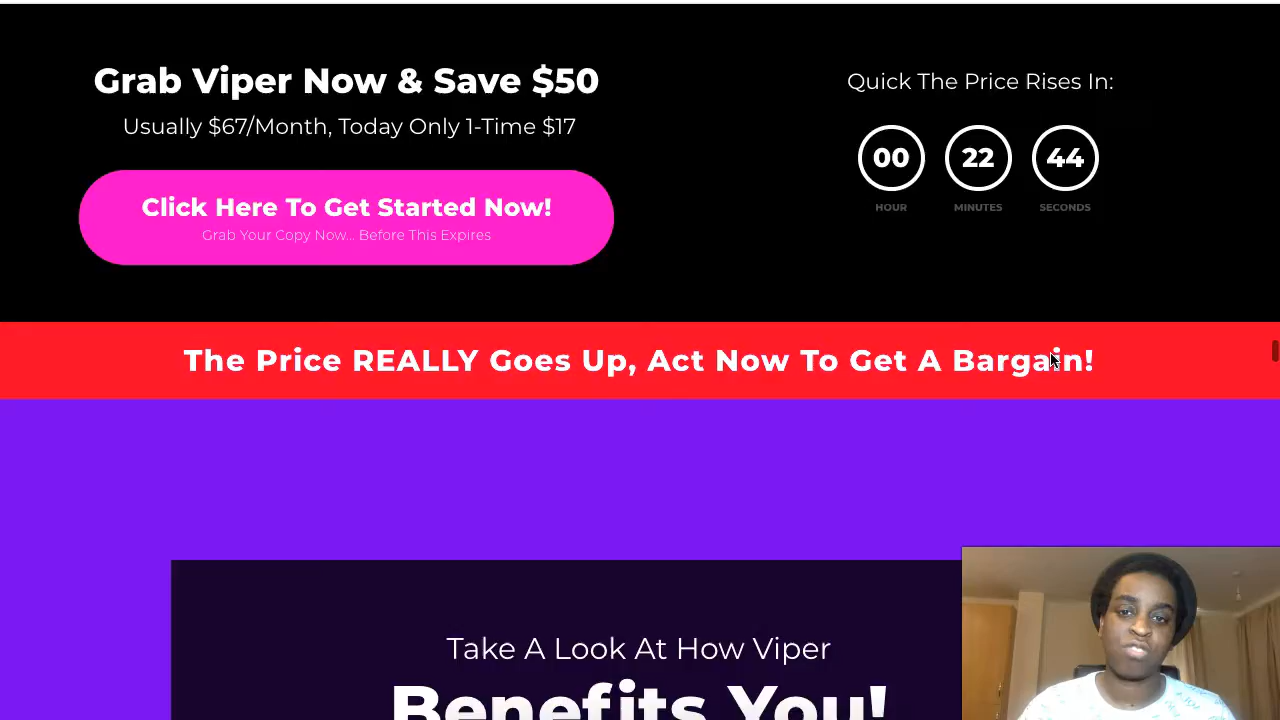 Grab Viper Now & Save $50
Usually $67/Month, Today Only 1-Time $17
Click Here To Get Started Now!
Grab Your Copy Now... Before This Expires
Quick The Price Rises In:
00 22 44
HOUR MINUTES SECONDS
The Price REALLY Goes Up, Act Now To Get A Bargain!
Take A Look At How Viper
Benefits You!